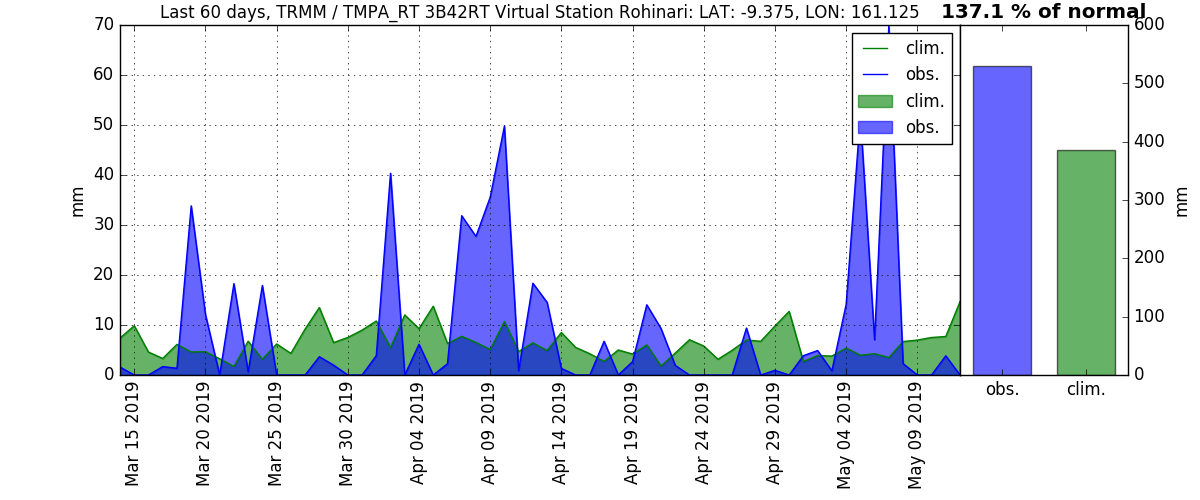 Last 60 days, TRMM / TMPA_RT 3B42RT Virtual Station Rohinari: LAT: -9.375, LON: 161.125
137.1 % of normal
70
60
50
40
30
20
10
0
mm
clim.
obs.
clim.
obs.
600
500
400
300
200
100
0
mm
obs.
clim.
Mar 15 2019
Mar 20 2019
Mar 25 2019
Mar 30 2019
Apr 04 2019
Apr 09 2019
Apr 14 2019
Apr 19 2019
Apr 24 2019
Apr 29 2019
May 04 2019
May 09 2019